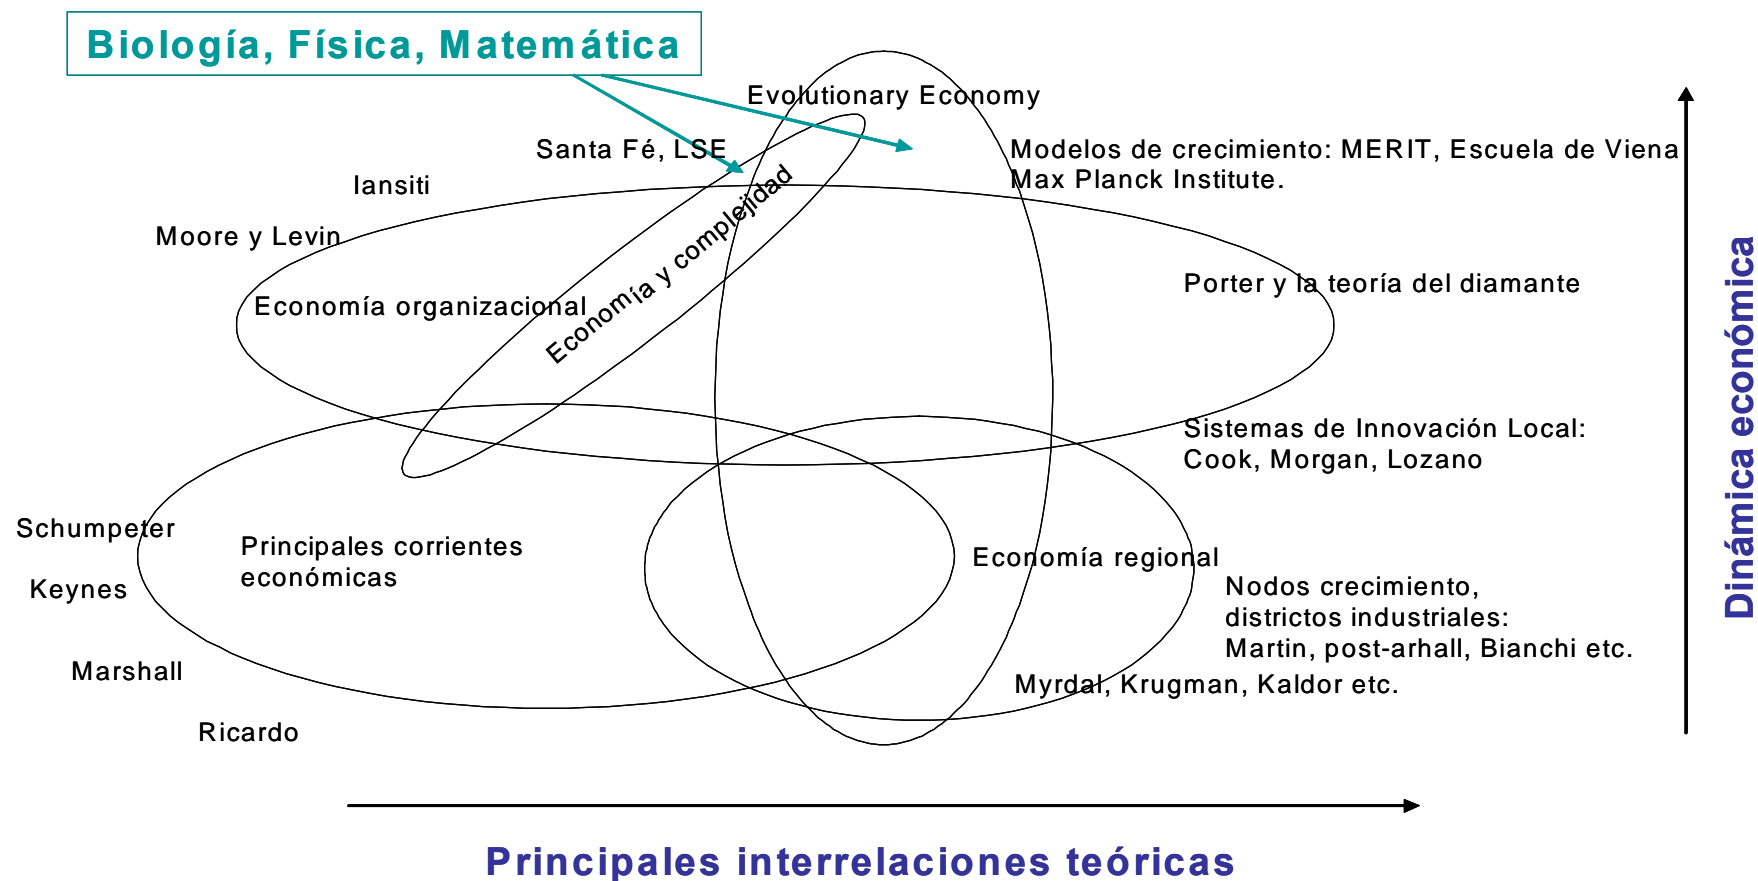 Biología, Física, Matemática
Evolutionary Economy
Santa Fé, LSE
Modelos de crecimiento: MERIT, Escuela de Viena
Max Planck Institute.
Iansiti
Moore y Levin
Economía y complejidad
Porter y la teoría del diamante
Economía organizacional
Sistemas de Innovación Local:
Cook, Morgan, Lozano
Schumpeter
Principales corrientes
económicas
Economía regional
Keynes
Nodos crecimiento,
districtos industriales:
Martin, post-arhall, Bianchi etc.
Marshall
Myrdal, Krugman, Kaldor etc.
Ricardo
Dinámica económica
Principales interrelaciones teóricas